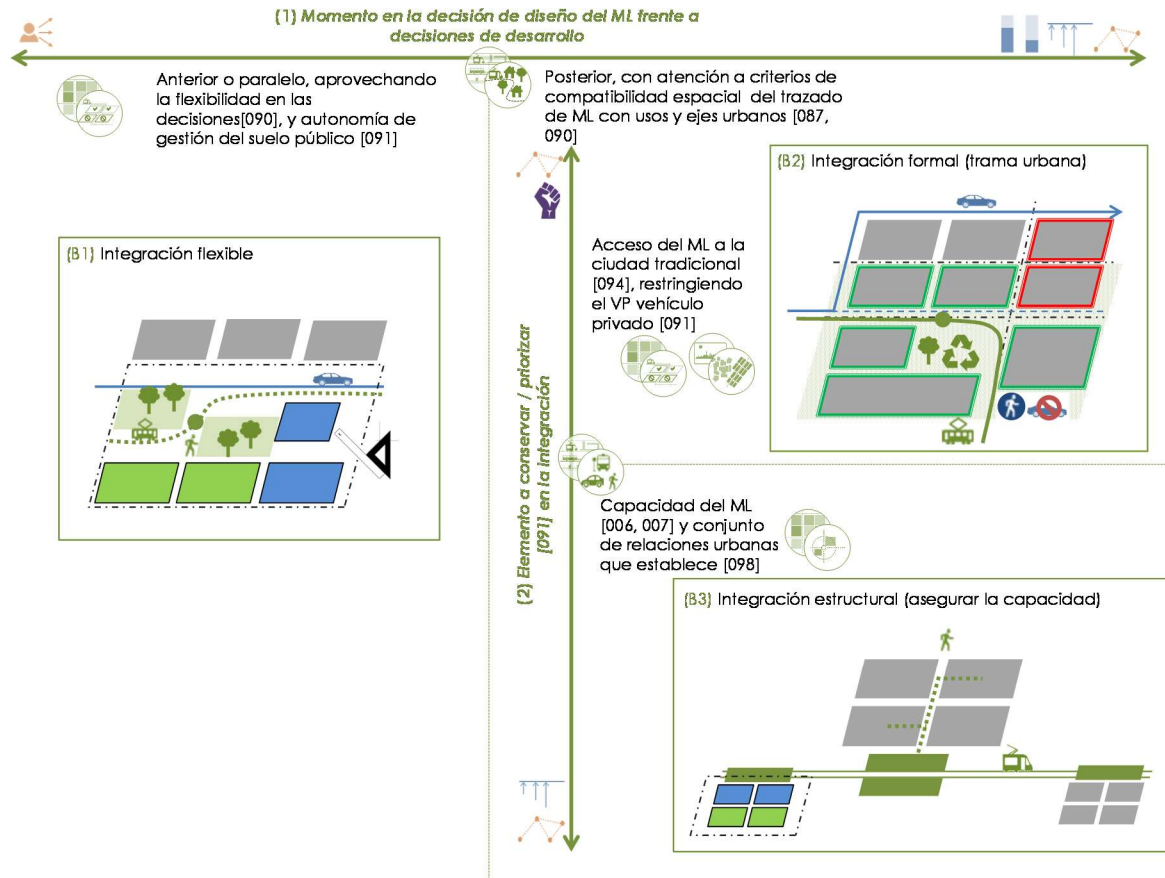 (1) Momento en la decisión de diseño del ML frente a
decisiones de desarrollo
Anterior o paralelo, aprovechando
la flexibilidad en las
decisiones[090), y autonomía de
gestión del suelo público [091]
Posterior, con atención a criterios de
compatibilidad espacial del trazado
de ML con usos y ejes urbanos [087,
090]
(B2) Integración formal (trama urbana)
(B1) Integración flexible
Acceso del ML a la
ciudad tradicional
[094], restringiendo
el VP vehículo
privado [091]
(2) Elemento a conservar / priorizar
[091] en la integración
Capacidad del ML
[006, 007] y conjunto
de relaciones urbanas
que establece [098]
(B3) Integración estructural (asegurar la capacidad)